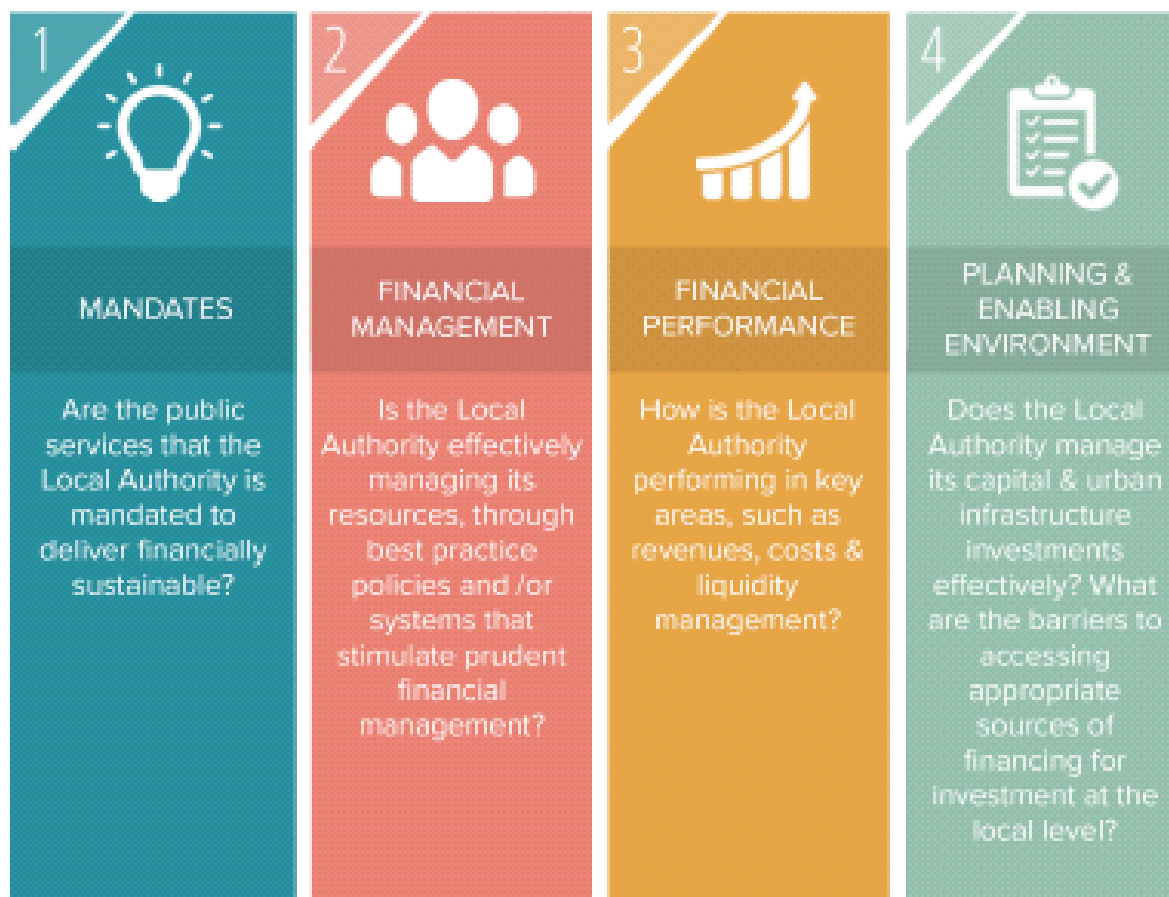 1
MANDATES
Are the public
services that the
Local Authority is
mandated to
deliver financially
sustainable?
2
FINANCIAL
MANAGEMENT
Is the Local
Authority effectively
managing its
resources, through
best practice
policies and /or
systems that
stimulate prudent
financial
management?
3
FINANCIAL
PERFORMANCE
How is the Local
Authority
performing in key
areas, such as
revenues, costs &
liquidity
management?
4
PLANNING &
ENABLING
ENVIRONMENT
Does the Local
Authority manage
its capital & urban
infrastructure
investments
effectively? What
are the barriers to
accessing
appropriate
sources of
financing for
investment at the
local level?